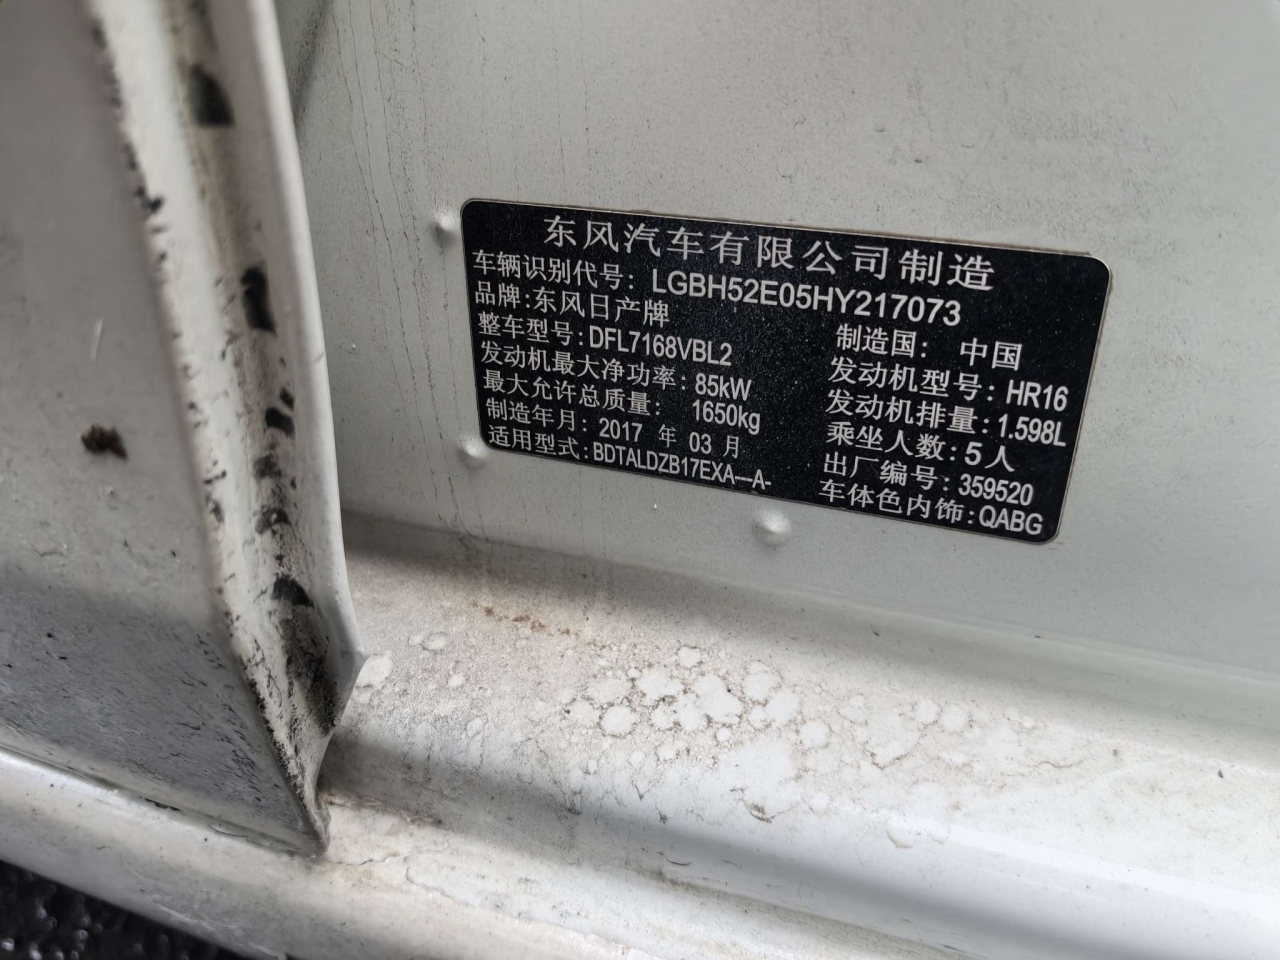 东风汽车有限公司制造
车辆识别代号: LGBH52E05HY217073
品牌:东风日产牌 制造国: 中国
整车型号:DFL7168VBL2 发动机型号: HR16
发动机最大净功率: 85kW 发动机排量:1.598L
最大允许总质量: 1650kg 乘坐人数:5人
制造年月: 2017 年 03 月 出厂编号:359520
适用型式:BDTALDZB17EXA---A- 车体色内饰:QABG